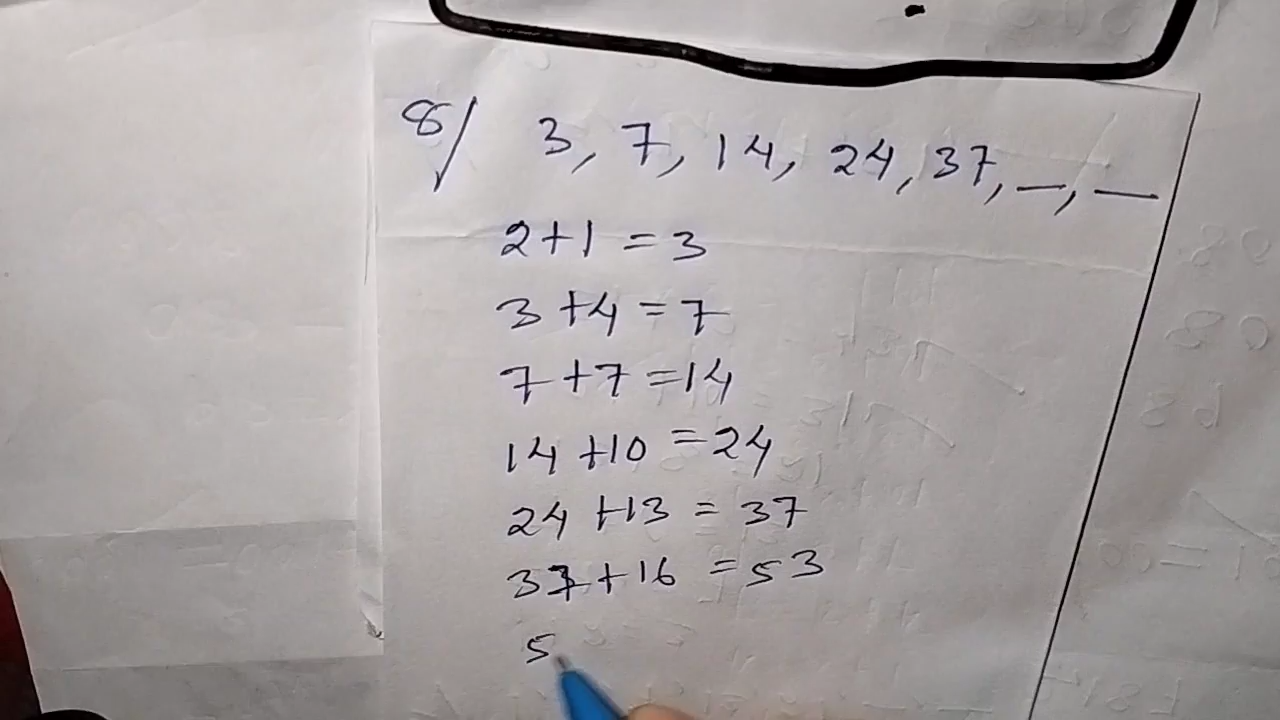 8/ 3, 7, 14, 24, 37, __, __
2+1 = 3
3+4 = 7
7+7 = 14
14+10 = 24
24+13 = 37
37+16 = 53
5